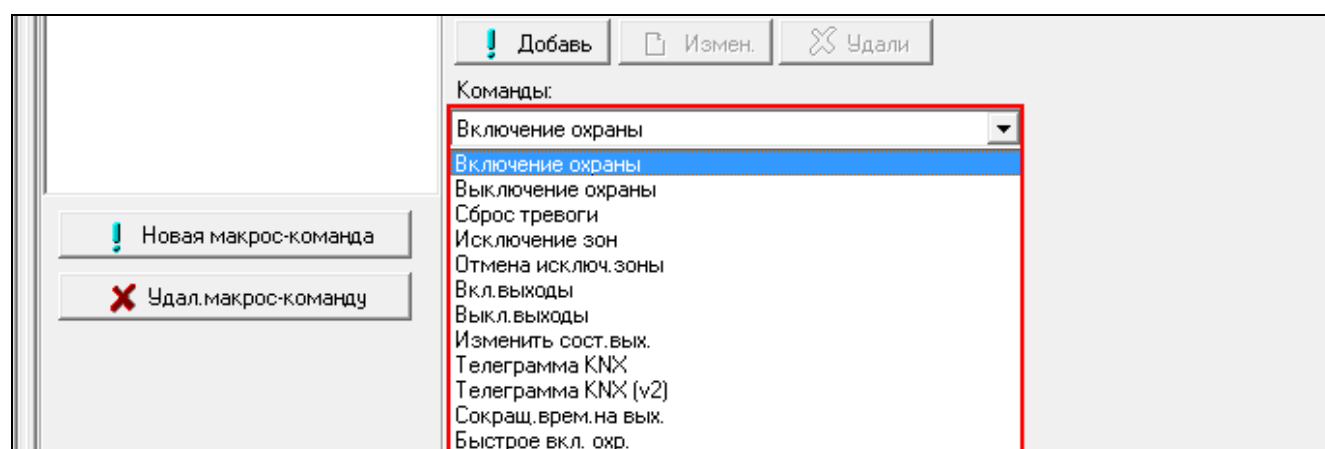 Добавь Измен. Удали
Команды:
Включение охраны
Включение охраны
Выключение охраны
Сброс тревоги
Новая макрос-команда
Исключение зон
Отмена исключ.зоны
Удал.макрос-команду
Вкл.выходы
Выкл.выходы
Изменить сост.вых.
Телеграмма KNX
Телеграмма KNX (v2)
Сокращ.врем.на вых.
Быстрое вкл. охр.